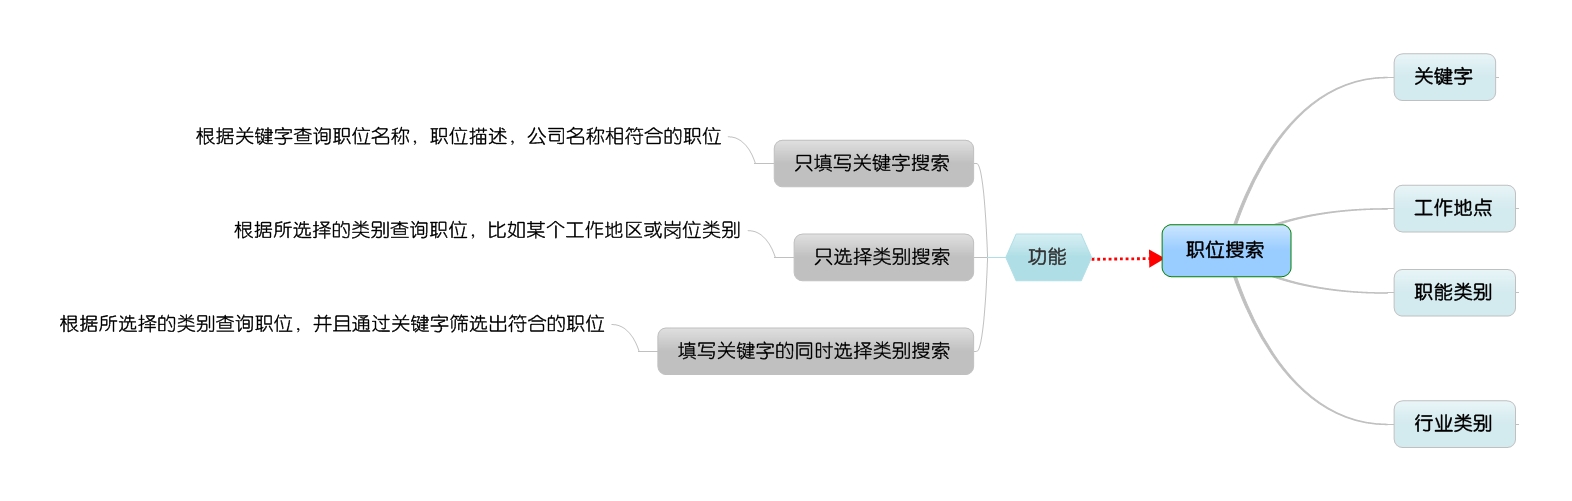 关键字
根据关键字查询职位名称，职位描述，公司名称相符合的职位
只填写关键字搜索
工作地点
根据所选择的类别查询职位，比如某个工作地区或岗位类别
只选择类别搜索
功能
职位搜索
职能类别
根据所选择的类别查询职位，并且通过关键字筛选出符合的职位
填写关键字的同时选择类别搜索
行业类别